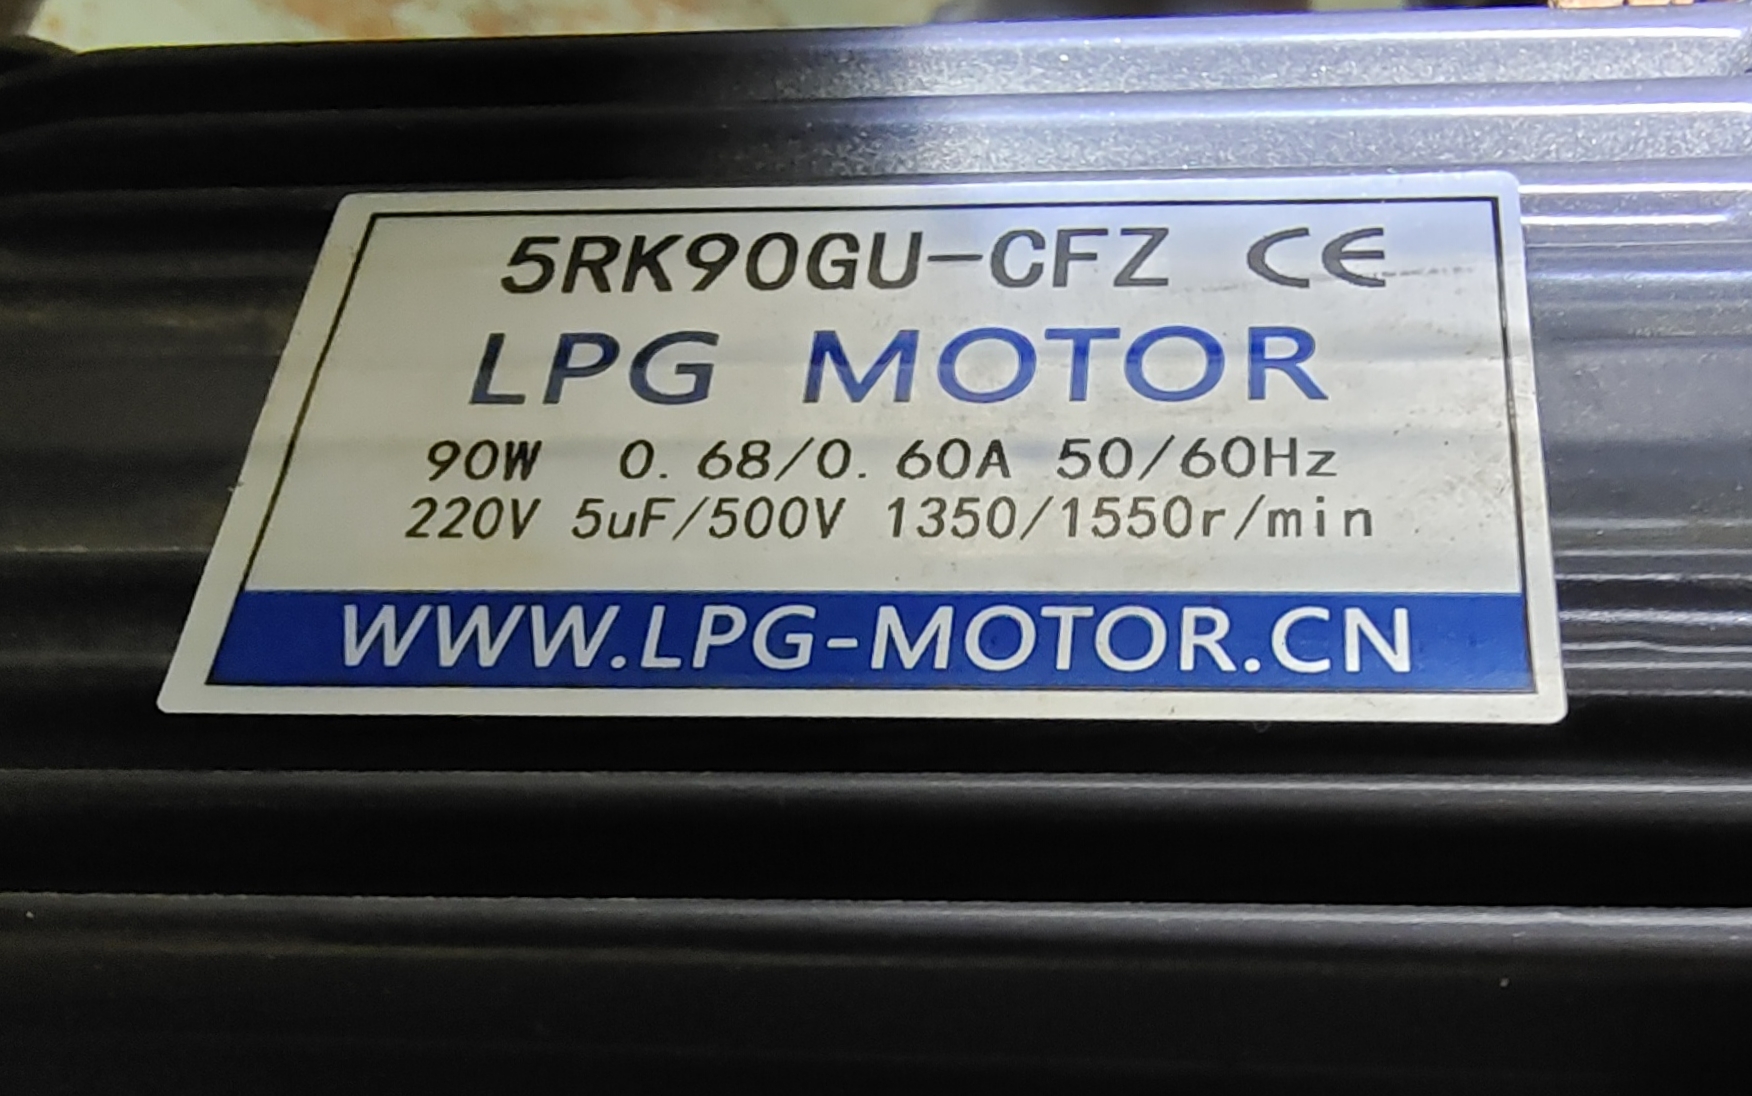 5RK90GU-CFZ CE
LPG MOTOR
90W 0.68/0.60A 50/60Hz
220V 5uF/500V 1350/1550r/min
WWW.LPG-MOTOR.CN